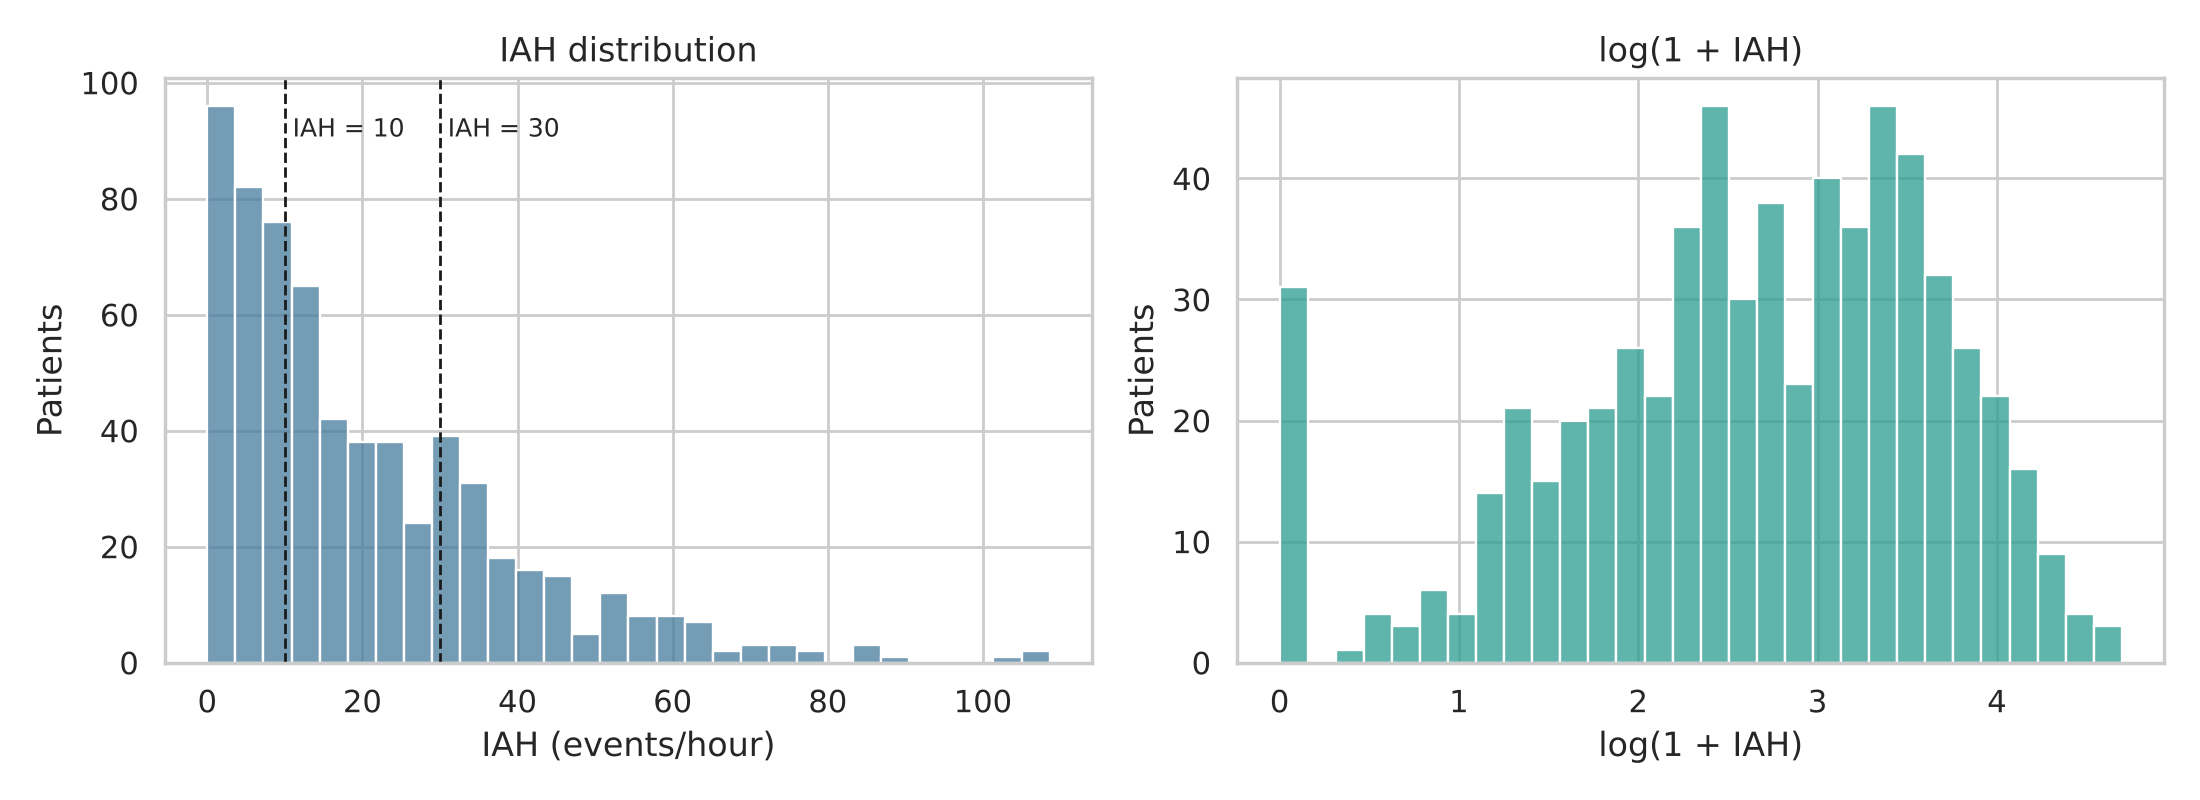 IAH distribution
100
80
60
40
20
0
Patients
IAH = 10
IAH = 30
0 20 40 60 80 100
IAH (events/hour)
log(1 + IAH)
40
30
20
10
0
Patients
0 1 2 3 4
log(1 + IAH)